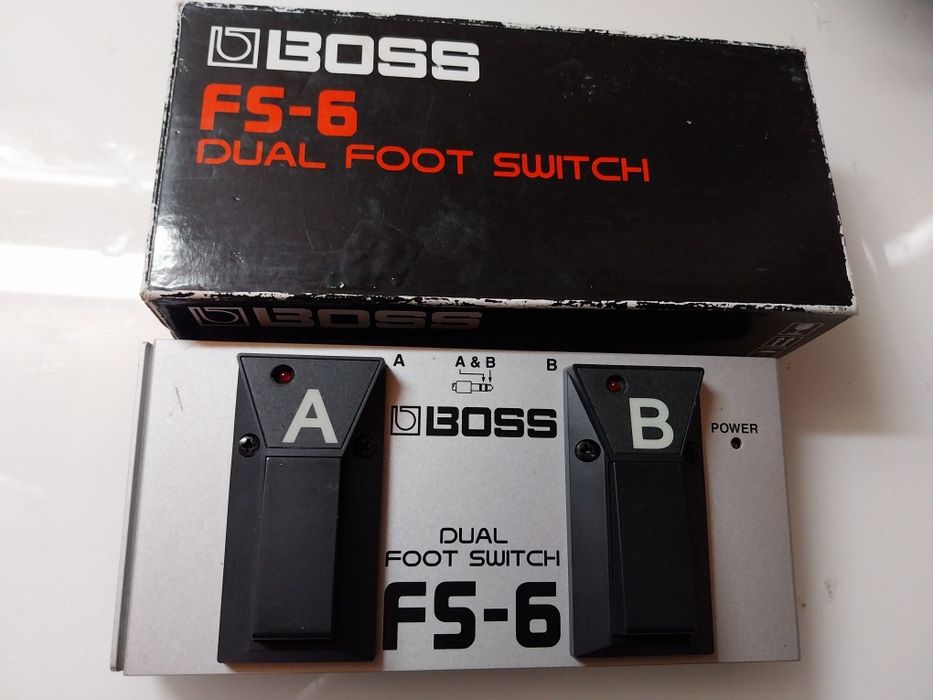 BOSS
FS-6
DUAL FOOT SWITCH
BOSS
A
A & B
B
A
BOSS
B
POWER
DUAL
FOOT SWITCH
FS-6